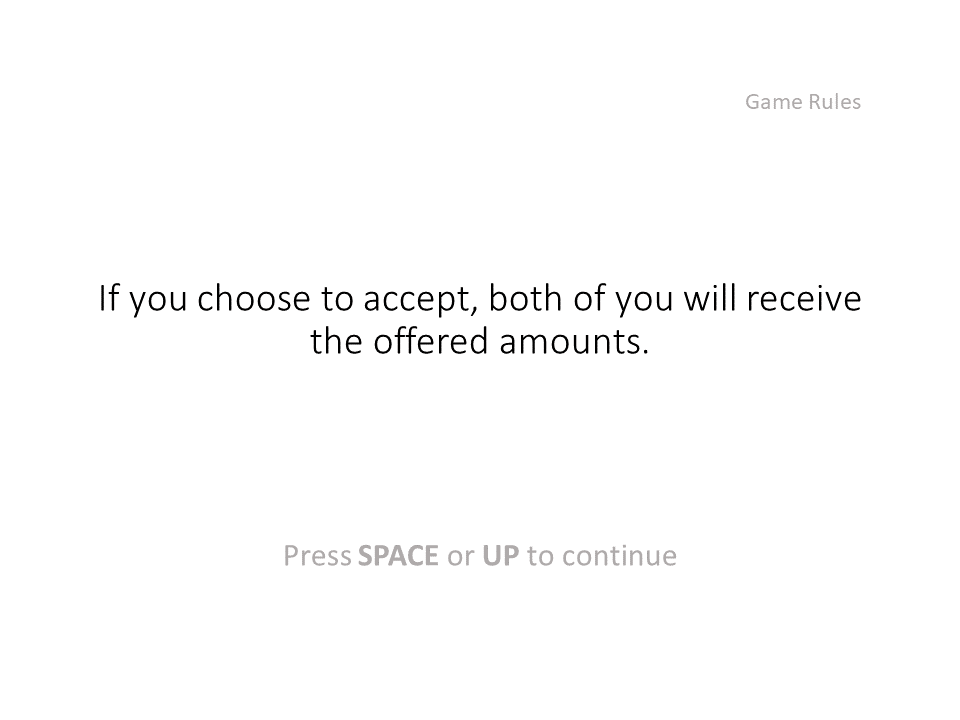 Game Rules
If you choose to accept, both of you will receive
the offered amounts.
Press SPACE or UP to continue